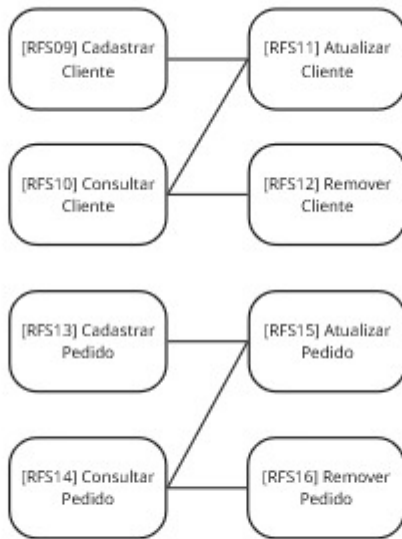 [RFS09] Cadastrar
Cliente
[RFS11] Atualizar
Cliente
[RFS10] Consultar
Cliente
[RFS12] Remover
Cliente
[RFS13] Cadastrar
Pedido
[RFS15] Atualizar
Pedido
[RFS14] Consultar
Pedido
[RFS16] Remover
Pedido